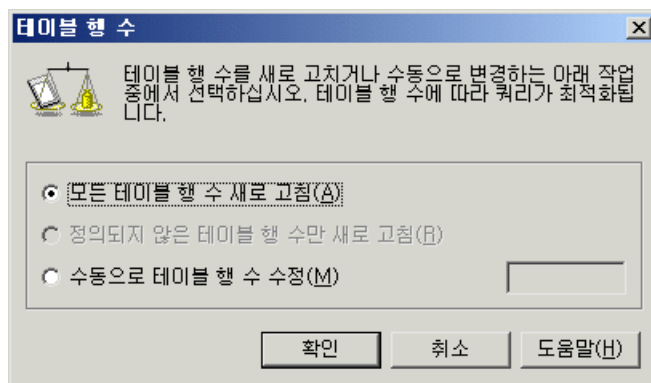 테이블 행 수
테이블 행 수를 새로 고치거나 수동으로 변경하는 아래 작업
중에서 선택하십시오. 테이블 행 수에 따라 쿼리가 최적화됩
니다.
모든 테이블 행 수 새로 고침(A)
정의되지 않은 테이블 행 수만 새로 고침(R)
수동으로 테이블 행 수 수정(M)
확인 취소 도움말(H)